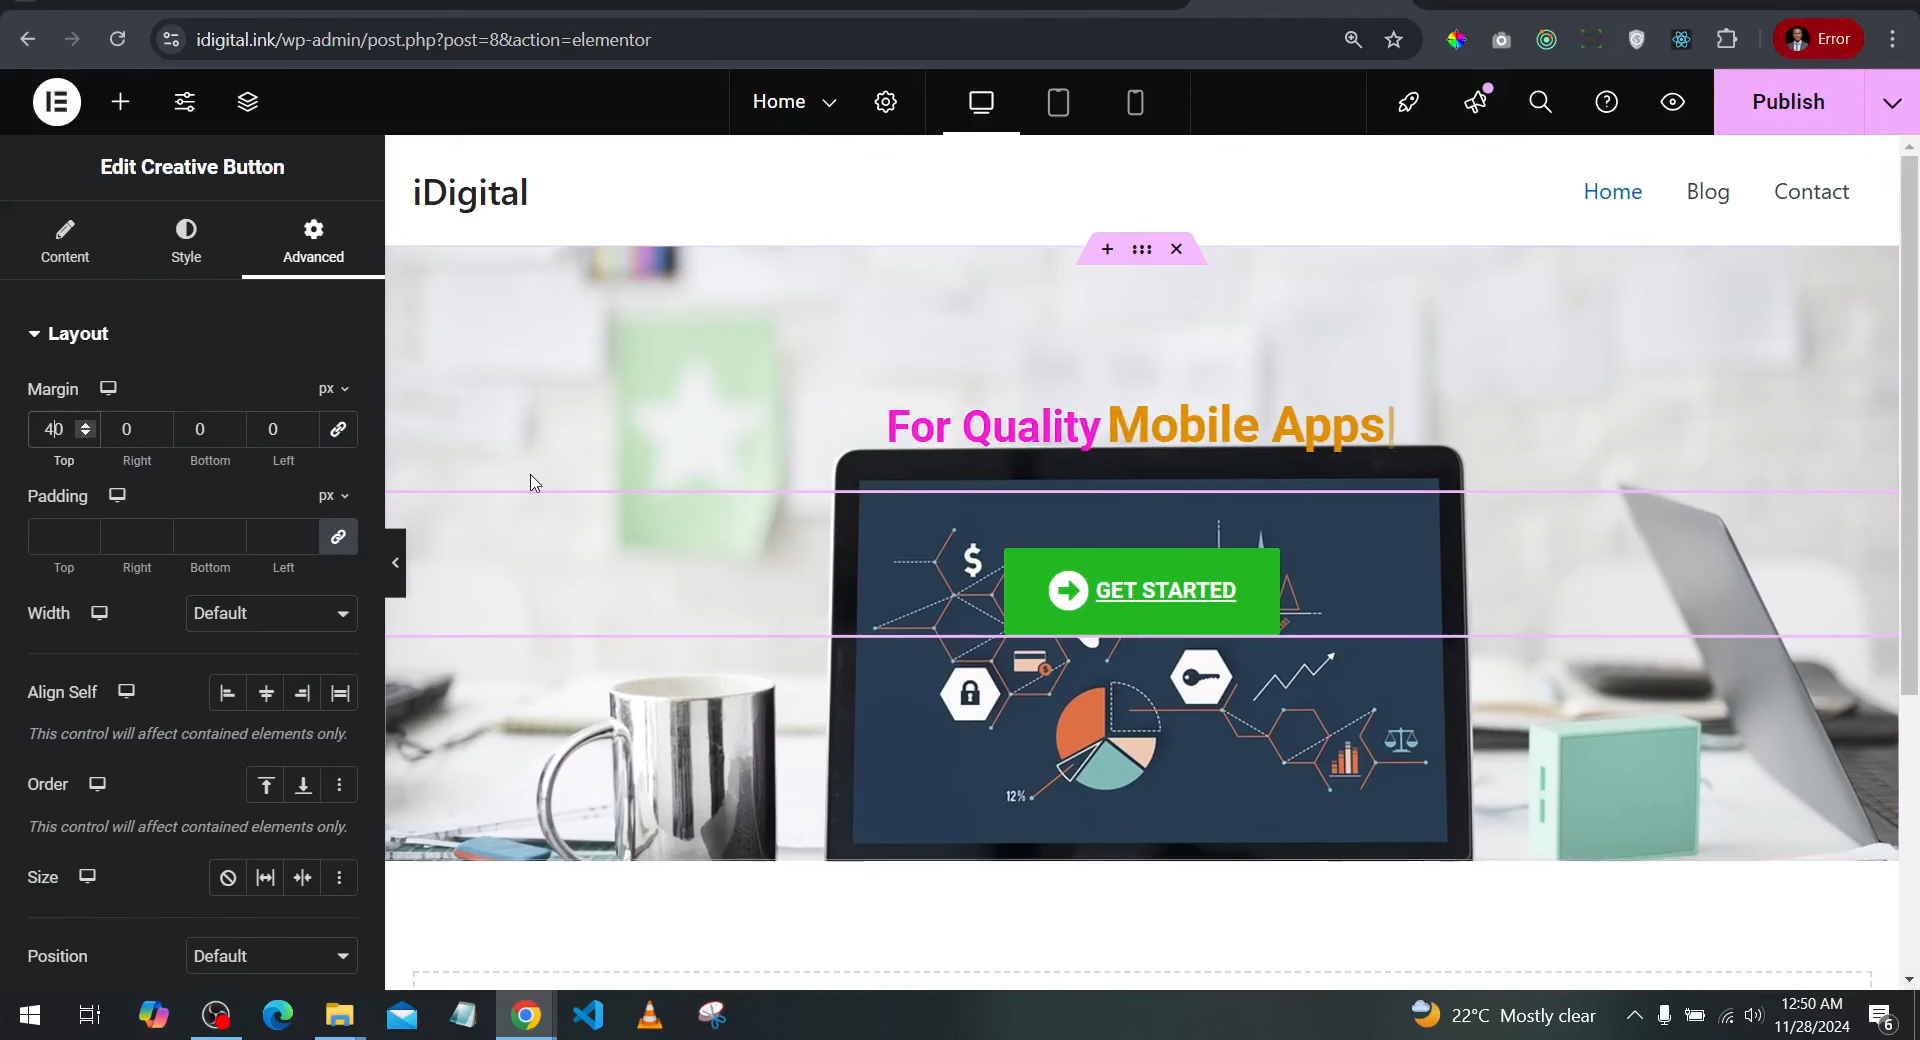 idigital.ink/wp-admin/post.php?post=8&action=elementor
Error
Home
Publish
Edit Creative Button
Content
Style
Advanced
Layout
Margin
px
40
0
0
0
Top
Right
Bottom
Left
Padding
px
Top
Right
Bottom
Left
Width
Default
Align Self
This control will affect contained elements only.
Order
This control will affect contained elements only.
Size
Position
Default
iDigital
Home
Blog
Contact
For Quality Mobile Apps|
$
GET STARTED
12%
22°C Mostly clear
12:50 AM
11/28/2024
6